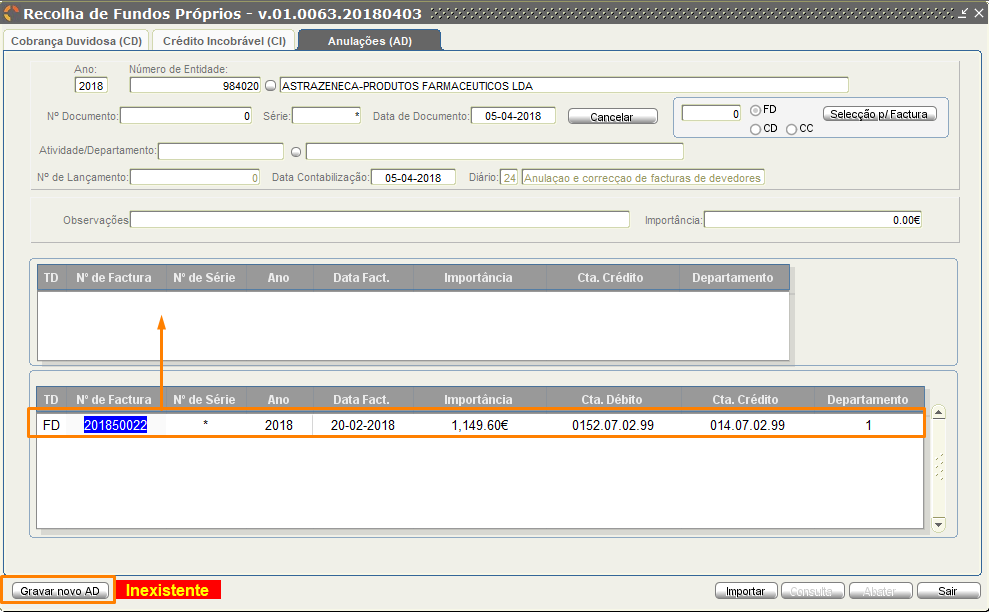 Recolha de Fundos Próprios - v.01.0063.20180403
Cobrança Duvidosa (CD) Crédito Incobrável (CI) Anulações (AD)
Ano: Número de Entidade:
2018 984020 ASTRAZENECA-PRODUTOS FARMACEUTICOS LDA
Nº Documento: 0 Série: * Data de Documento: 05-04-2018 Cancelar 0 FD Selecção p/ Factura
CD CC
Atividade/Departamento:
Nº de Lançamento: 0 Data Contabilização: 05-04-2018 Diário: 24 Anulaçao e correcçao de facturas de devedores
Observações Importância: 0.00€
TD Nº de Factura Nº de Série Ano Data Fact. Importância Cta. Crédito Departamento
TD Nº de Factura Nº de Série Ano Data Fact. Importância Cta. Débito Cta. Crédito Departamento
FD 201850022 * 2018 20-02-2018 1,149.60€ 0152.07.02.99 014.07.02.99 1
Gravar novo AD Inexistente Importar Consulta Abater Sair